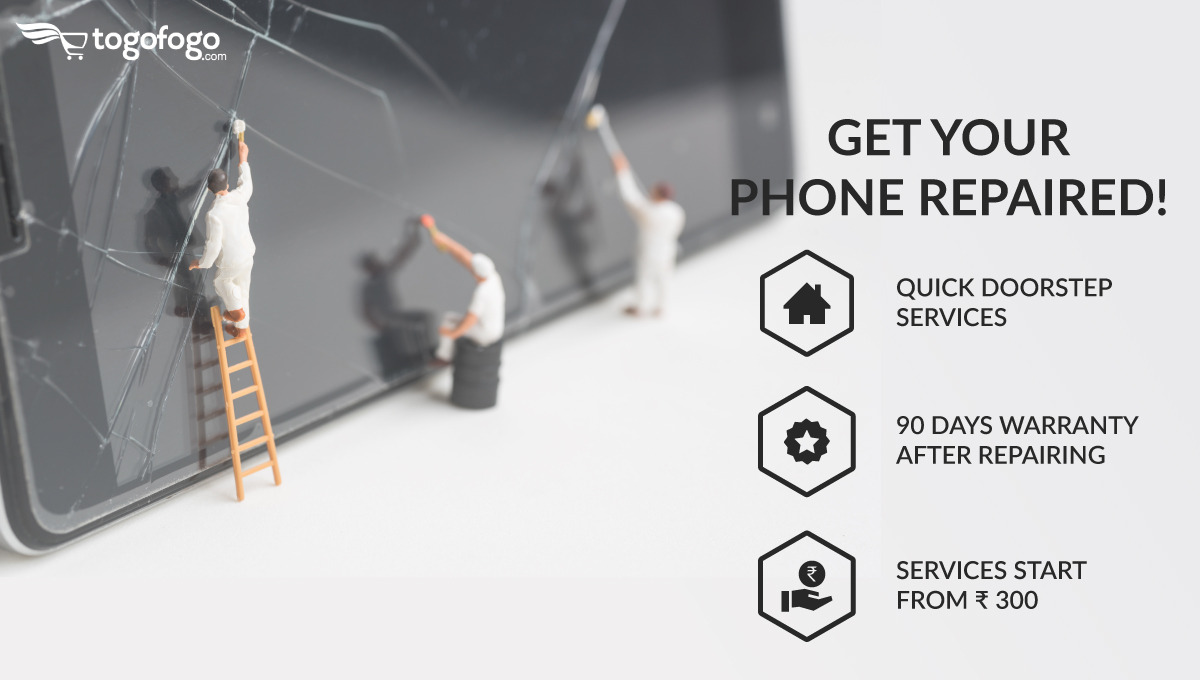 togofogo
.com
GET YOUR
PHONE REPAIRED!
QUICK DOORSTEP
SERVICES
90 DAYS WARRANTY
AFTER REPAIRING
₹
SERVICES START
FROM ₹ 300